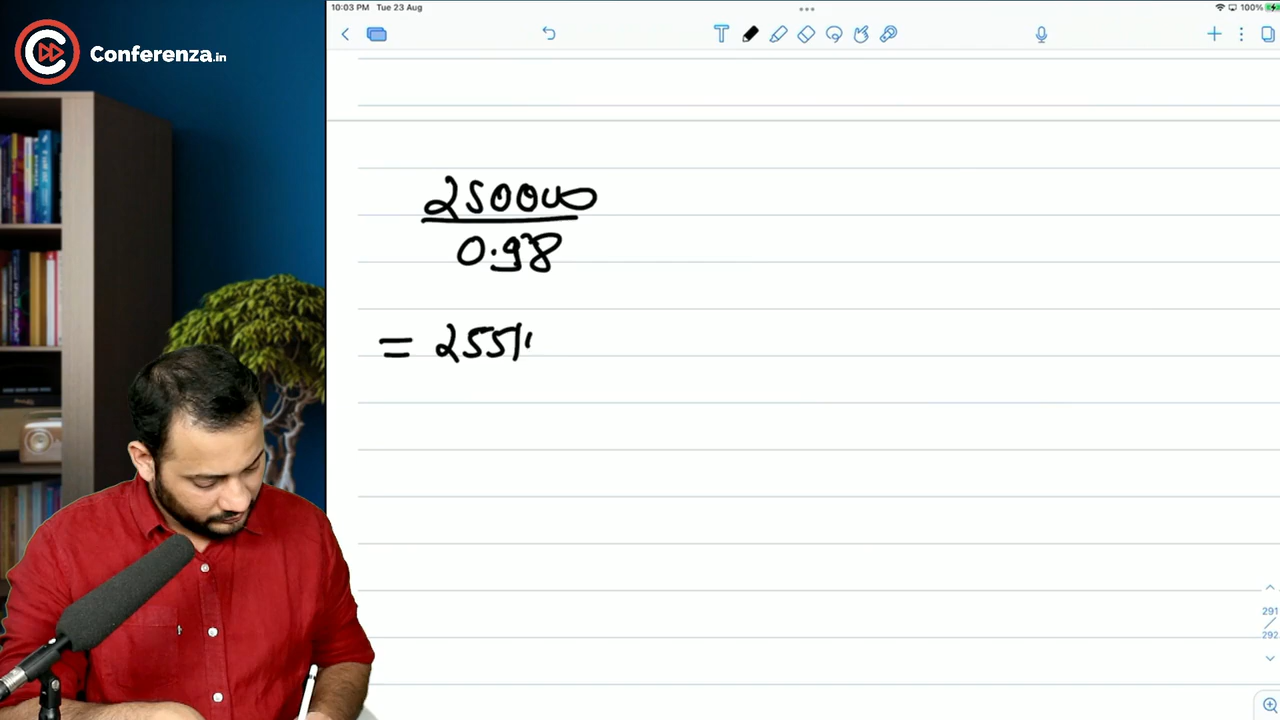 10:03 PM Tue 23 Aug
100%
Conferenza.in
T
250000
0.98
= 2551
291
292